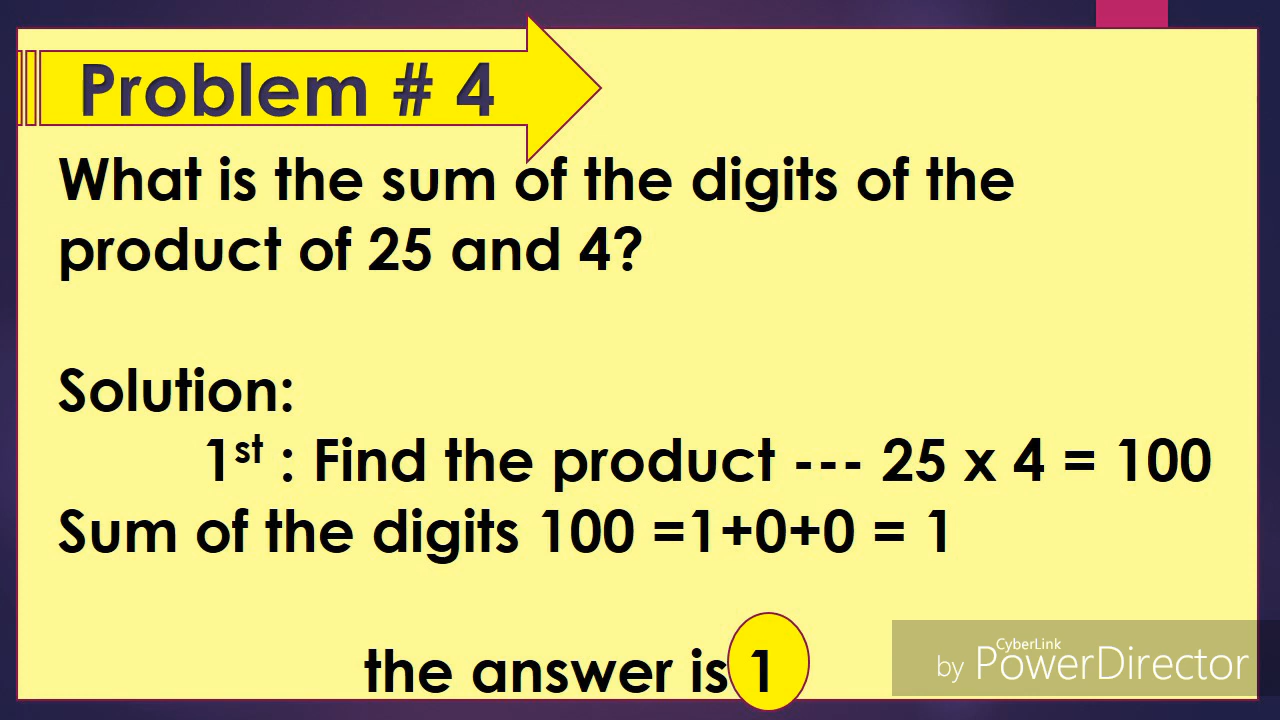 Problem # 4
What is the sum of the digits of the
product of 25 and 4?
Solution:
1st : Find the product --- 25 x 4 = 100
Sum of the digits 100 =1+0+0 = 1
the answer is 1
CyberLink
by PowerDirector